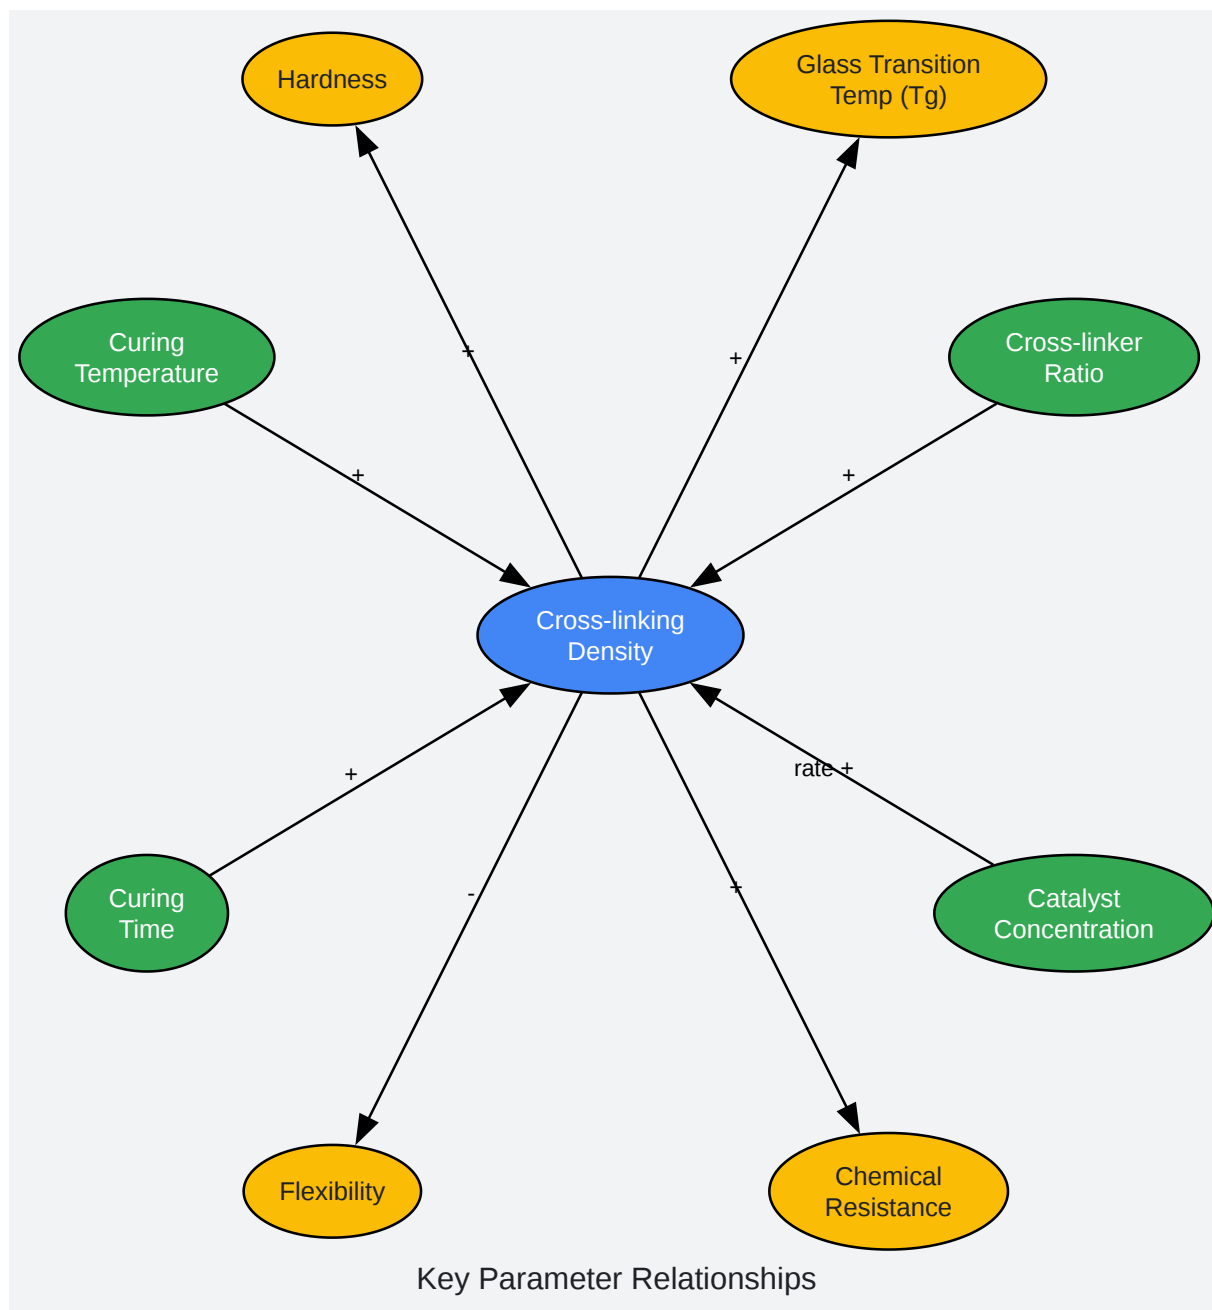 Hardness
Glass Transition
Temp (Tg)
+
+
Curing
Temperature
Cross-linker
Ratio
+
+
Cross-linking
Density
+
rate +
Curing
Time
Catalyst
Concentration
-
+
Flexibility
Chemical
Resistance
Key Parameter Relationships